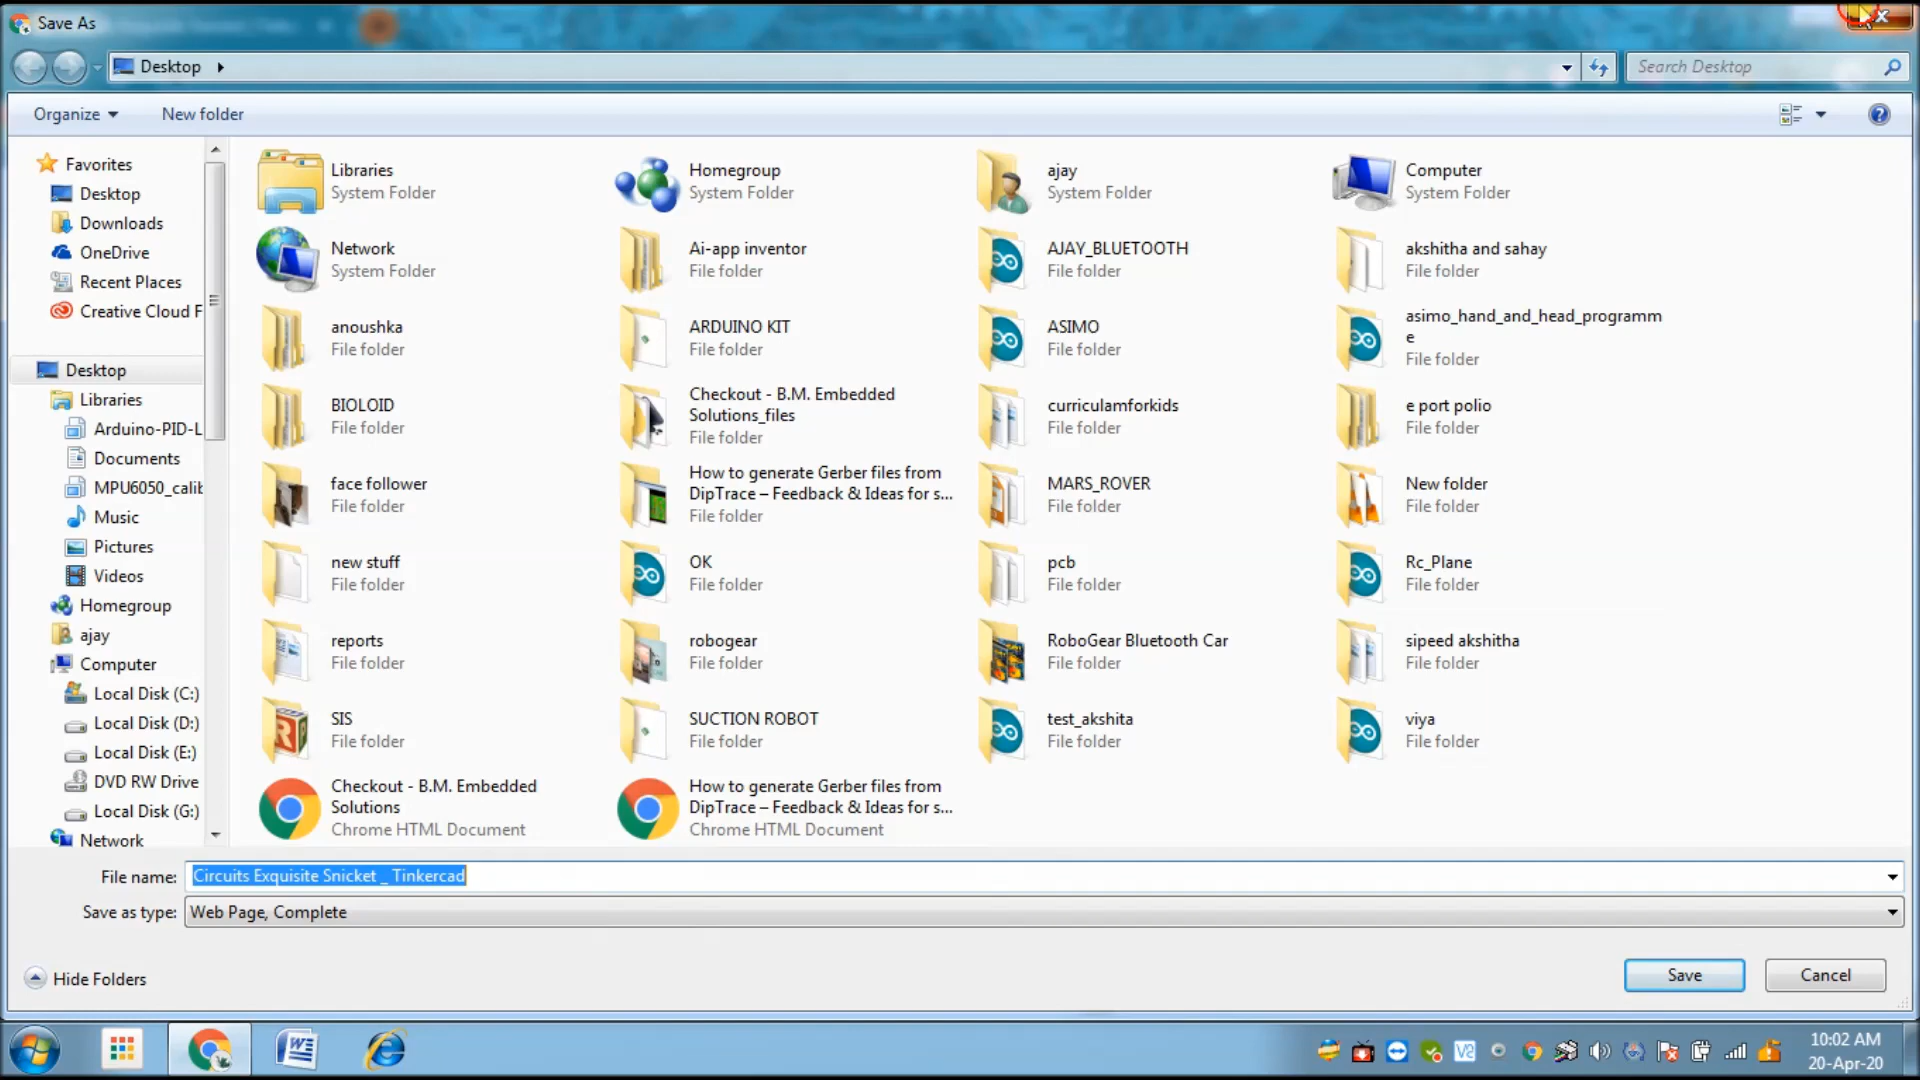 Save As
Desktop
Search Desktop
Organize
New folder
Favorites
Desktop
Downloads
OneDrive
Recent Places
Creative Cloud F
Desktop
Libraries
Arduino-PID-L
Documents
MPU6050_calib
Music
Pictures
Videos
Homegroup
ajay
Computer
Local Disk (C:)
Local Disk (D:)
Local Disk (E:)
DVD RW Drive
Local Disk (G:)
Network
Libraries
System Folder
Homegroup
System Folder
ajay
System Folder
Computer
System Folder
Network
System Folder
Ai-app inventor
File folder
AJAY_BLUETOOTH
File folder
akshitha and sahay
File folder
anoushka
File folder
ARDUINO KIT
File folder
ASIMO
File folder
asimo_hand_and_head_programm
e
File folder
BIOLOID
File folder
Checkout - B.M. Embedded
Solutions_files
File folder
curriculamforkids
File folder
e port polio
File folder
face follower
File folder
How to generate Gerber files from
DipTrace – Feedback & Ideas for s...
File folder
MARS_ROVER
File folder
New folder
File folder
new stuff
File folder
OK
File folder
pcb
File folder
Rc_Plane
File folder
reports
File folder
robogear
File folder
RoboGear Bluetooth Car
File folder
sipeed akshitha
File folder
SIS
File folder
SUCTION ROBOT
File folder
test_akshita
File folder
viya
File folder
Checkout - B.M. Embedded
Solutions
Chrome HTML Document
How to generate Gerber files from
DipTrace – Feedback & Ideas for s...
Chrome HTML Document
File name: Circuits Exquisite Snicket _ Tinkercad
Save as type: Web Page, Complete
Hide Folders
Save
Cancel
10:02 AM
20-Apr-20